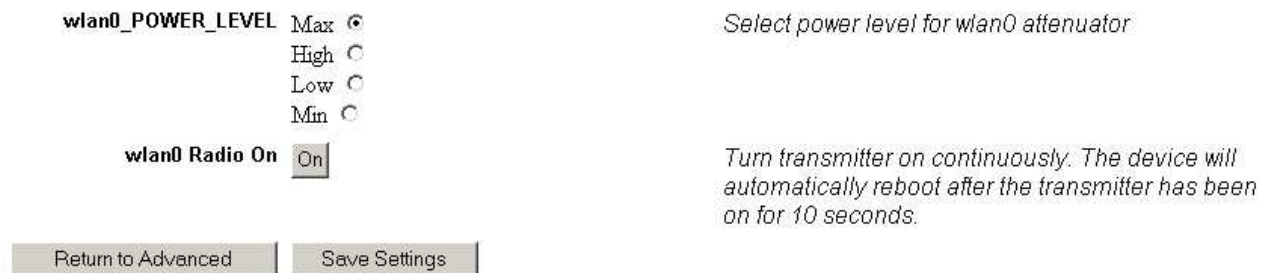 wlan0_POWER_LEVEL Max Select power level for wlan0 attenuator
High
Low
Min
wlan0 Radio On On Turn transmitter on continuously. The device will
automatically reboot after the transmitter has been
on for 10 seconds.
Return to Advanced Save Settings